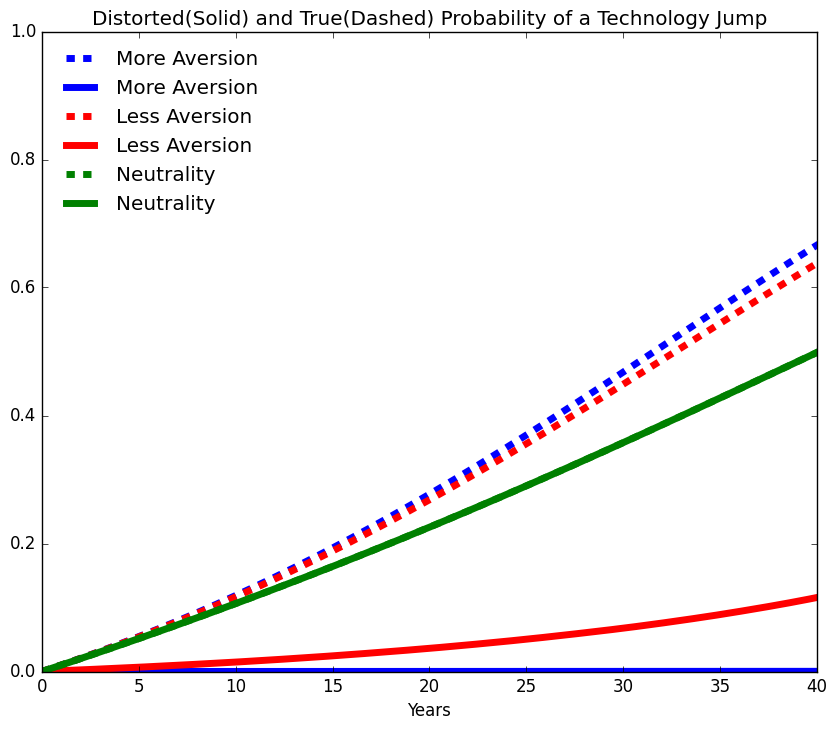 Distorted(Solid) and True(Dashed) Probability of a Technology Jump
1.0
More Aversion
More Aversion
Less Aversion
Less Aversion
Neutrality
Neutrality
0.8
0.6
0.4
0.2
0.0
0 5 10 15 20 25 30 35 40
Years